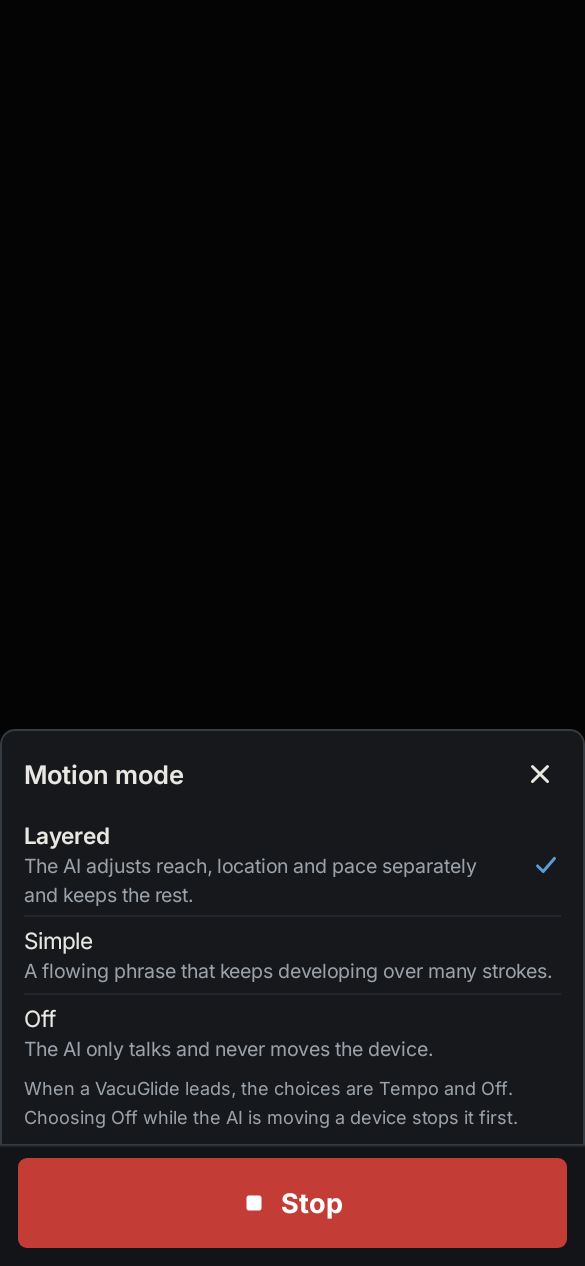 Motion mode
Layered
The AI adjusts reach, location and pace separately
and keeps the rest.
Simple
A flowing phrase that keeps developing over many strokes.
Off
The AI only talks and never moves the device.
When a VacuGlide leads, the choices are Tempo and Off.
Choosing Off while the AI is moving a device stops it first.
Stop